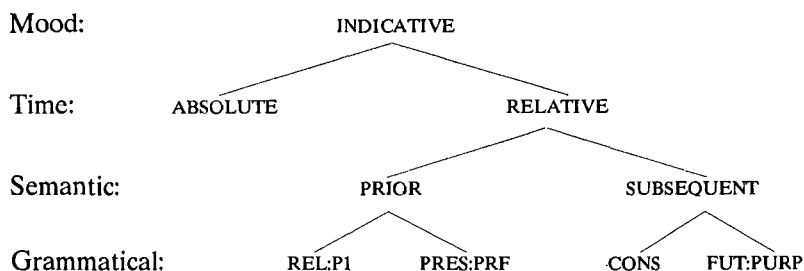 Mood: INDICATIVE
Time: ABSOLUTE RELATIVE
Semantic: PRIOR SUBSEQUENT
Grammatical: REL:P1 PRES:PRF CONS FUT:PURP